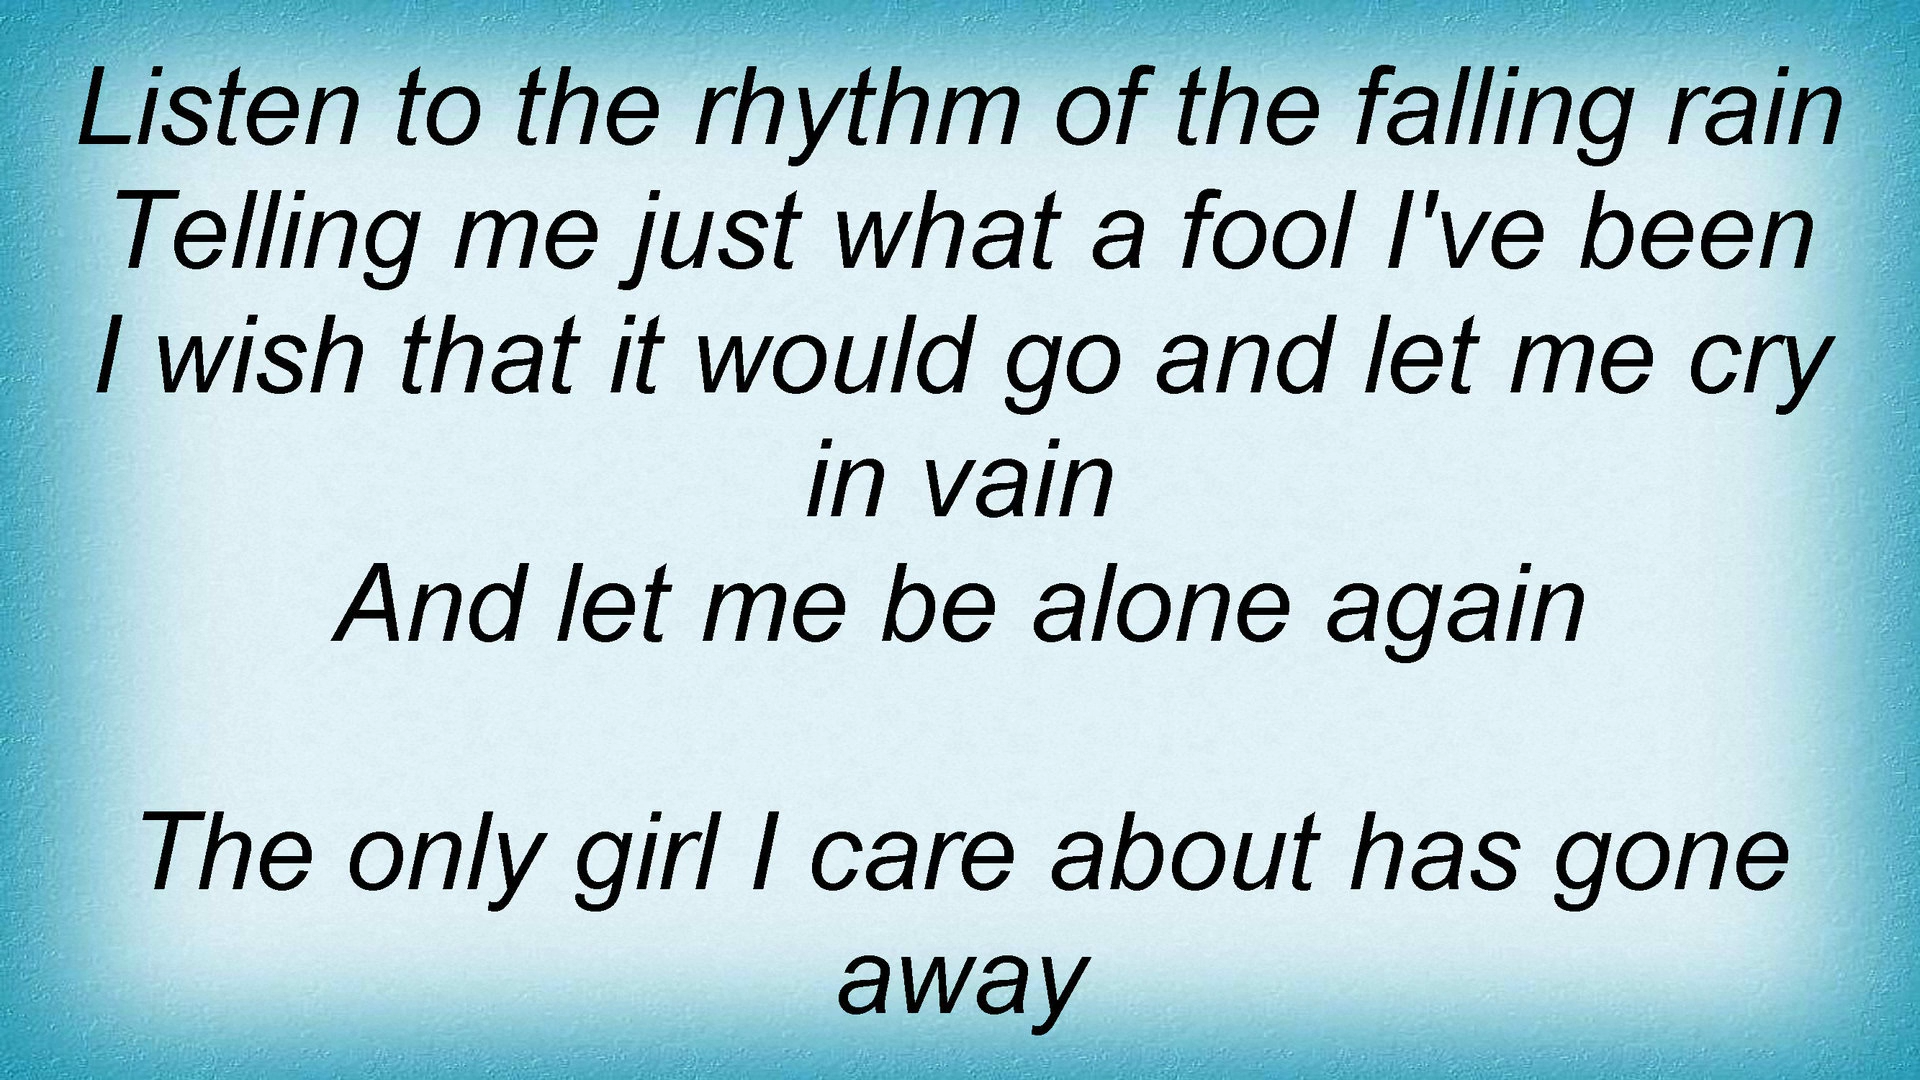 Listen to the rhythm of the falling rain
Telling me just what a fool I've been
I wish that it would go and let me cry
in vain
And let me be alone again
The only girl I care about has gone
away